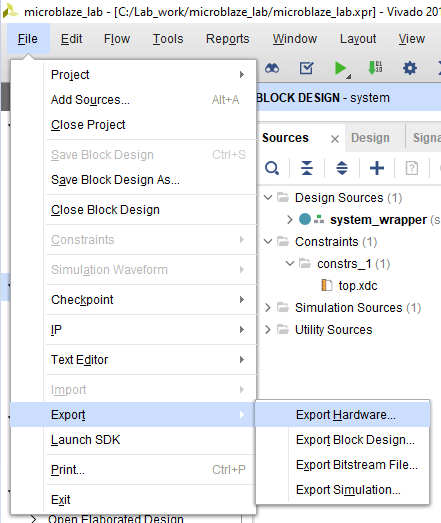 microblaze_lab - [C:/Lab_work/microblaze_lab/microblaze_lab.xpr] - Vivado 201
File Edit Flow Tools Reports Window Layout View
BLOCK DESIGN - system
Project
Add Sources... Alt+A
Close Project
Save Block Design Ctrl+S
Save Block Design As...
Close Block Design
Constraints
Simulation Waveform
Checkpoint
IP
Text Editor
Import
Export
Launch SDK
Print... Ctrl+P
Exit
Open Elaborated Design
Sources Design Signa
Design Sources (1)
system_wrapper (s
Constraints (1)
constrs_1 (1)
top.xdc
Simulation Sources (1)
Utility Sources
Export Hardware...
Export Block Design...
Export Bitstream File...
Export Simulation...